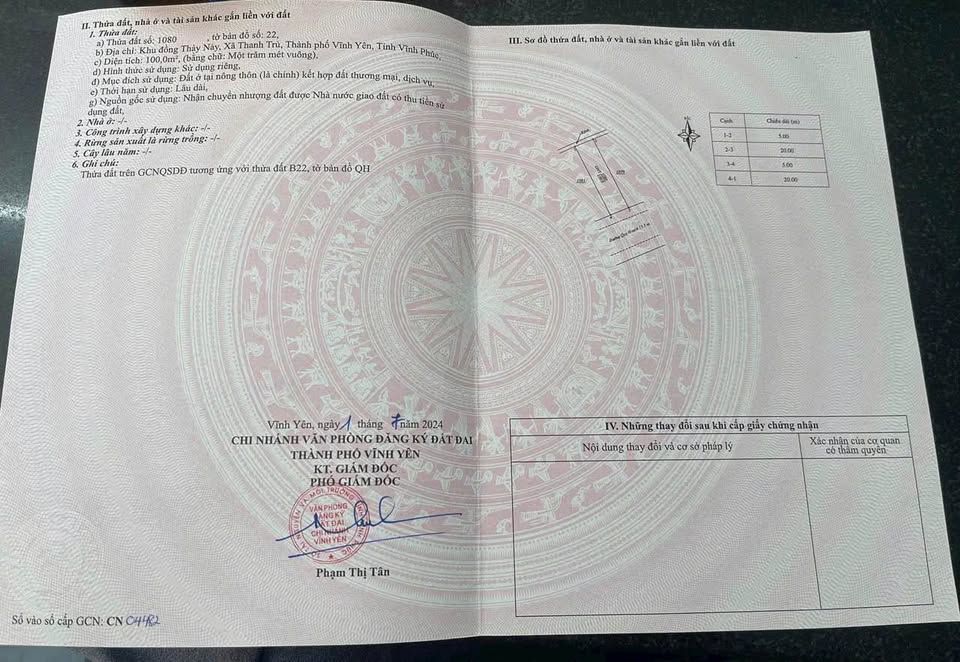 II. Thửa đất, nhà ở và tài sản khác gắn liền với đất
1. Thửa đất:
a) Thửa đất số: 1080, tờ bản đồ số: 22,
b) Địa chỉ: Khu đồng Thảy Nảy, Xã Thanh Trù, Thành phố Vĩnh Yên, Tỉnh Vĩnh Phúc,
c) Diện tích: 100,0m², (bằng chữ: Một trăm mét vuông),
d) Hình thức sử dụng: Sử dụng riêng,
đ) Mục đích sử dụng: Đất ở tại nông thôn (là chính) kết hợp đất thương mại, dịch vụ,
e) Thời hạn sử dụng: Lâu dài,
g) Nguồn gốc sử dụng: Nhận chuyển nhượng đất được Nhà nước giao đất có thu tiền sử
dụng đất,
2. Nhà ở: -/-
3. Công trình xây dựng khác: -/-
4. Rừng sản xuất là rừng trồng: -/-
5. Cây lâu năm: -/-
6. Ghi chú:
Thửa đất trên GCNQSDĐ tương ứng với thửa đất B22, tờ bản đồ QH
Vĩnh Yên, ngày 1 tháng 7 năm 2024
CHI NHÁNH VĂN PHÒNG ĐĂNG KÝ ĐẤT ĐAI
THÀNH PHỐ VĨNH YÊN
KT. GIÁM ĐỐC
PHÓ GIÁM ĐỐC
VĂN PHÒNG
ĐĂNG KÝ
ĐẤT ĐAI
CHI NHÁNH
VĨNH YÊN
Phạm Thị Tân
Số vào sổ cấp GCN: CN 04482
III. Sơ đồ thửa đất, nhà ở và tài sản khác gắn liền với đất
Cạnh Chiều dài (m)
1-2 5.00
2-3 20.00
3-4 5.00
4-1 20.00
IV. Những thay đổi sau khi cấp giấy chứng nhận
Nội dung thay đổi và cơ sở pháp lý
Xác nhận của cơ quan
có thẩm quyền